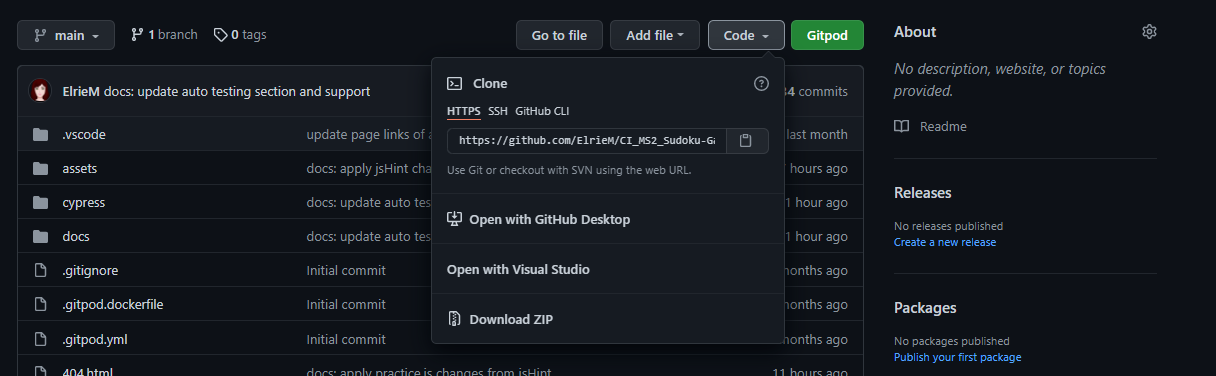 main
1 branch
0 tags
Go to file
Add file
Code
Gitpod
ElrieM docs: update auto testing section and support
34 commits
.vscode
update page links of a
last month
assets
docs: apply jsHint cha
hours ago
cypress
docs: update auto tes
1 hour ago
docs
docs: update auto tes
1 hour ago
.gitignore
Initial commit
months ago
.gitpod.dockerfile
Initial commit
months ago
.gitpod.yml
Initial commit
months ago
404.html
docs: apply practice.js changes from jsHint
11 hours ago
Clone
HTTPS SSH GitHub CLI
https://github.com/ElrieM/CI_MS2_Sudoku-Ga
Use Git or checkout with SVN using the web URL.
Open with GitHub Desktop
Open with Visual Studio
Download ZIP
About
No description, website, or topics
provided.
Readme
Releases
No releases published
Create a new release
Packages
No packages published
Publish your first package